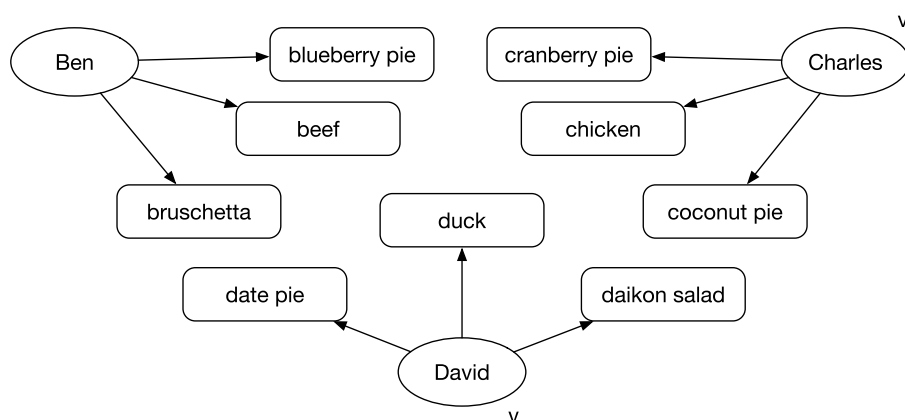 v
Ben
blueberry pie
cranberry pie
Charles
beef
chicken
bruschetta
duck
coconut pie
date pie
daikon salad
David
v